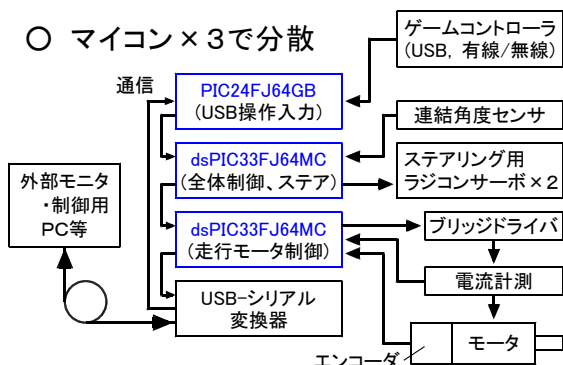 ○ マイコン×3で分散
ゲームコントローラ
(USB, 有線/無線)
通信
PIC24FJ64GB
(USB操作入力)
連結角度センサ
dsPIC33FJ64MC
(全体制御、ステア)
ステアリング用
ラジコンサーボ×2
外部モニタ
・制御用
PC等
dsPIC33FJ64MC
(走行モータ制御)
ブリッジドライバ
電流計測
USB-シリアル
変換器
モータ
エンコーダ